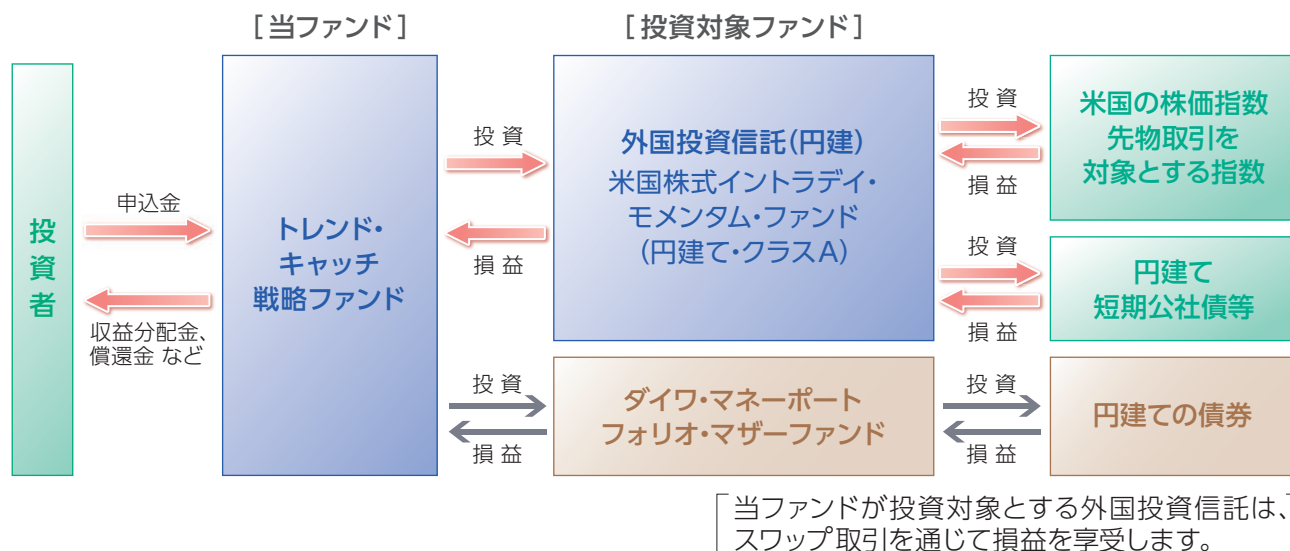 [当ファンド]
[投資対象ファンド]
投資者
申込金
収益分配金、
償還金 など
トレンド・
キャッチ
戦略ファンド
投 資
損 益
外国投資信託(円建)
米国株式イントラデイ・
モメンタム・ファンド
(円建て・クラスA)
投 資
損 益
米国の株価指数
先物取引を
対象とする指数
投 資
損 益
円建て
短期公社債等
投 資
損 益
ダイワ・マネーポート
フォリオ・マザーファンド
投 資
損 益
円建ての債券
当ファンドが投資対象とする外国投資信託は、
スワップ取引を通じて損益を享受します。